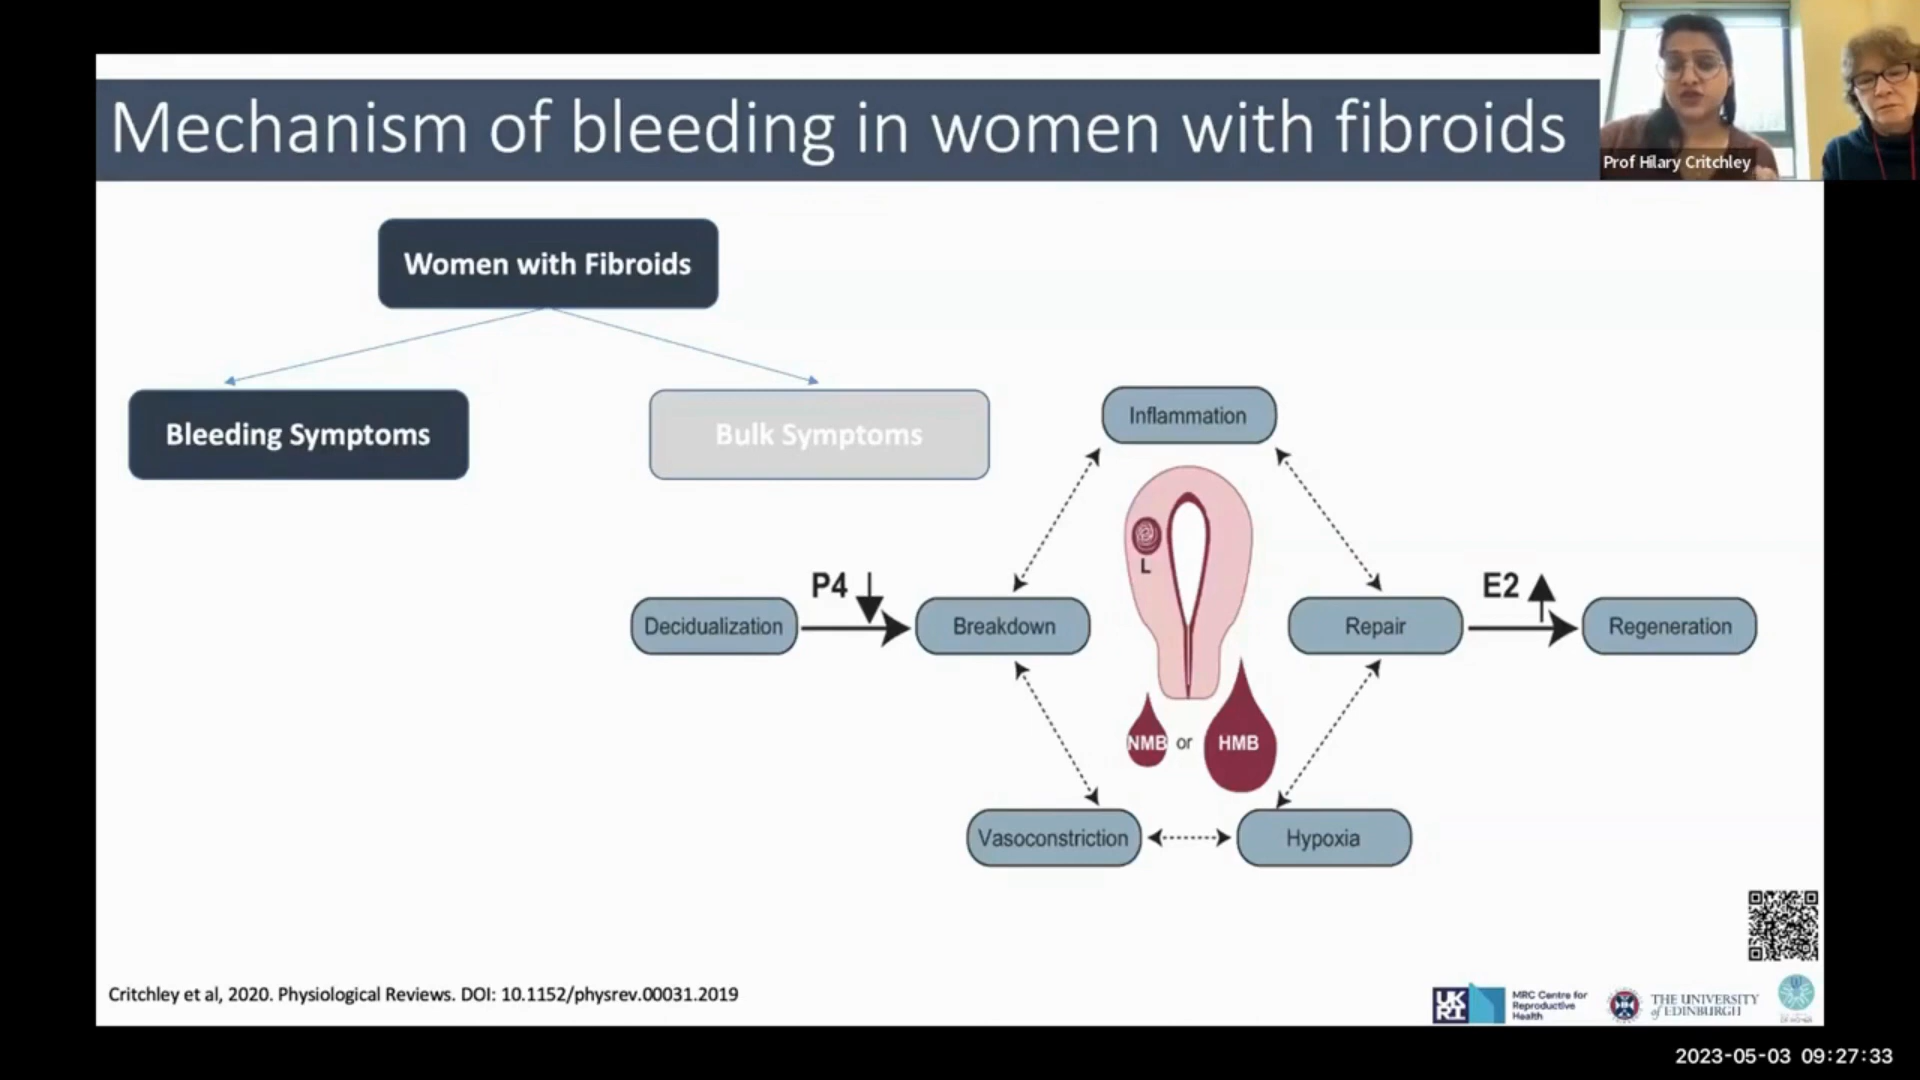 Mechanism of bleeding in women with fibroids
Prof Hilary Critchley
Women with Fibroids
Bleeding Symptoms
Bulk Symptoms
Inflammation
L
P4
E2
Decidualization
Breakdown
Repair
Regeneration
NMB or HMB
Vasoconstriction
Hypoxia
Critchley et al, 2020. Physiological Reviews. DOI: 10.1152/physrev.00031.2019
UK
RI
MRC Centre for
Reproductive
Health
THE UNIVERSITY
of EDINBURGH
2023-05-03 09:27:33